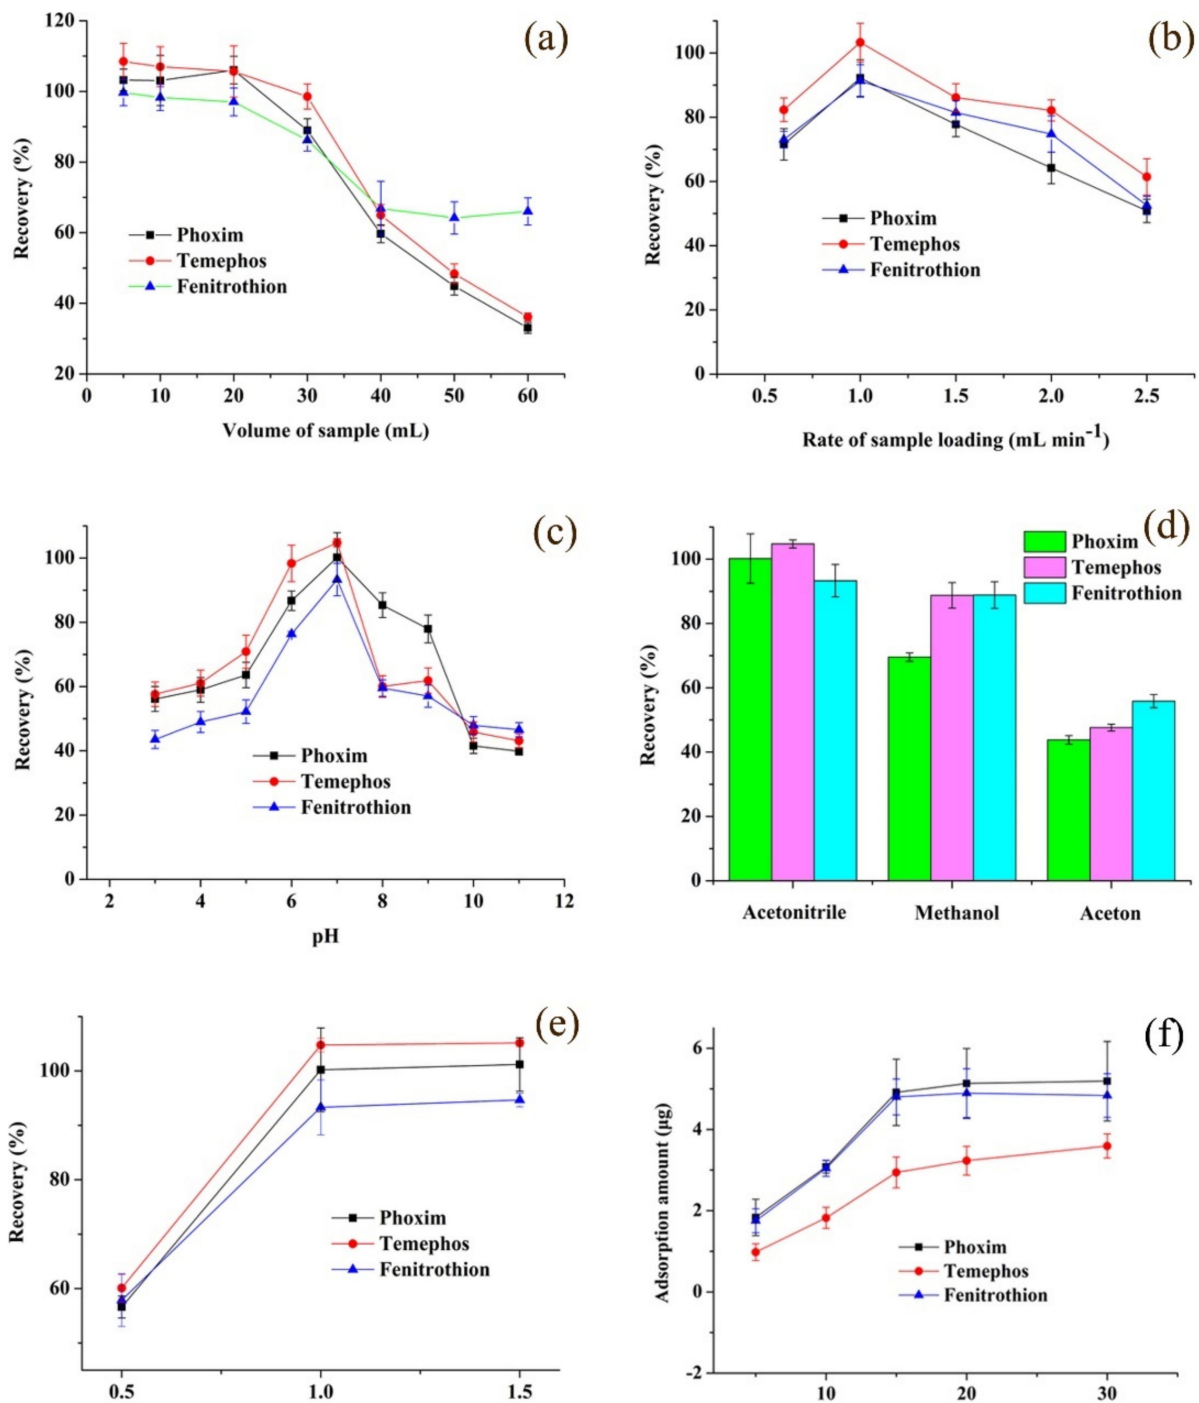 (a)
120
100
80
60
40
20
Recovery (%)
Phoxim
Temephos
Fenitrothion
0 10 20 30 40 50 60
Volume of sample (mL)
(b)
100
80
60
40
20
0
Recovery (%)
Phoxim
Temephos
Fenitrothion
0.5 1.0 1.5 2.0 2.5
Rate of sample loading (mL min⁻¹)
(c)
100
80
60
40
20
0
Recovery (%)
Phoxim
Temephos
Fenitrothion
2 4 6 8 10 12
pH
(d)
100
80
60
40
20
0
Recovery (%)
Phoxim
Temephos
Fenitrothion
Acetonitrile Methanol Aceton
(e)
100
80
60
Recovery (%)
Phoxim
Temephos
Fenitrothion
0.5 1.0 1.5
(f)
6
4
2
0
-2
Adsorption amount (μg)
Phoxim
Temephos
Fenitrothion
10 20 30